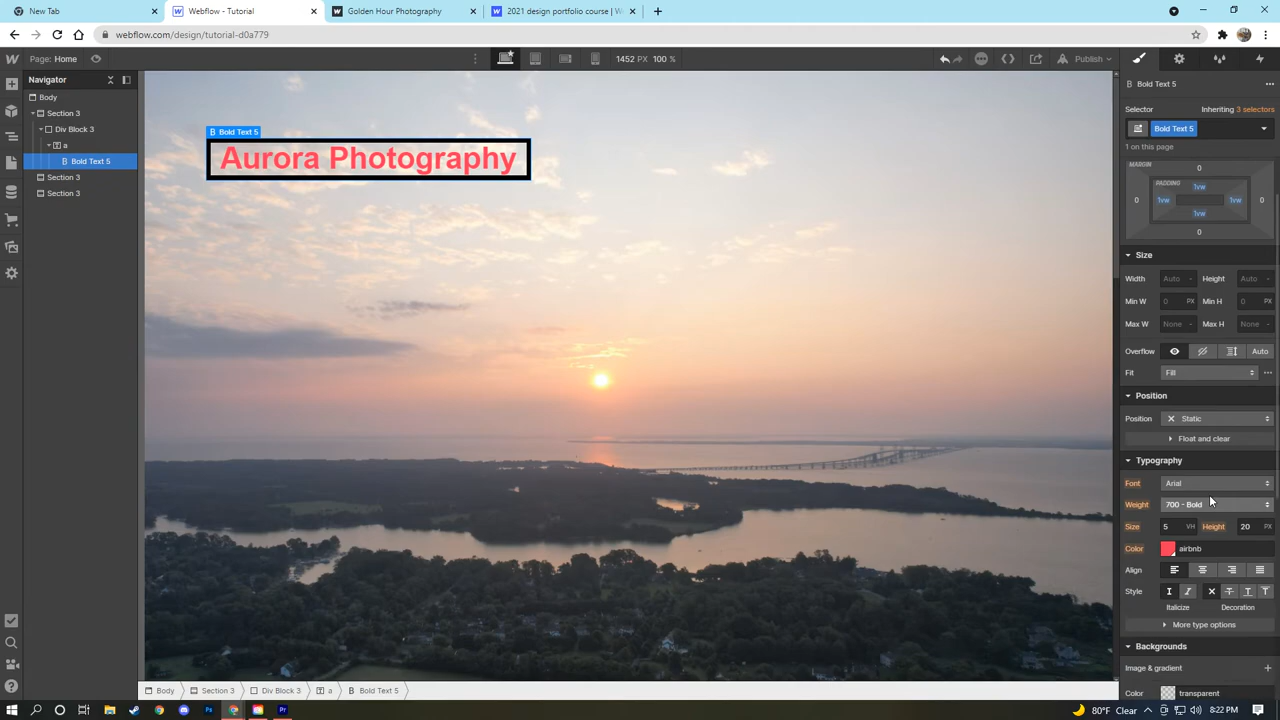 New Tab
Webflow - Tutorial
Golden Hour Photography
2021 design portfolio course | W
webflow.com/design/tutorial-d0a779
Page: Home
1452 PX 100 %
Publish
Navigator
Body
Section 3
Div Block 3
a
Bold Text 5
Section 3
Section 3
B Bold Text 5
Aurora Photography
B Bold Text 5
Selector
Inheriting 3 selectors
Bold Text 5
1 on this page
MARGIN
0
PADDING
1vw
0 1vw 1vw 0
1vw
0
Size
Width Auto - Height Auto -
Min W 0 PX Min H 0 PX
Max W None - Max H None -
Overflow Auto
Fit Fill
Position
Position Static
Float and clear
Typography
Font Arial
Weight 700 - Bold
Size 5 VH Height 20 PX
Color airbnb
Align
Style
Italicize Decoration
More type options
Backgrounds
Image & gradient
Color transparent
Body Section 3 Div Block 3 a B Bold Text 5
80°F Clear 8:22 PM